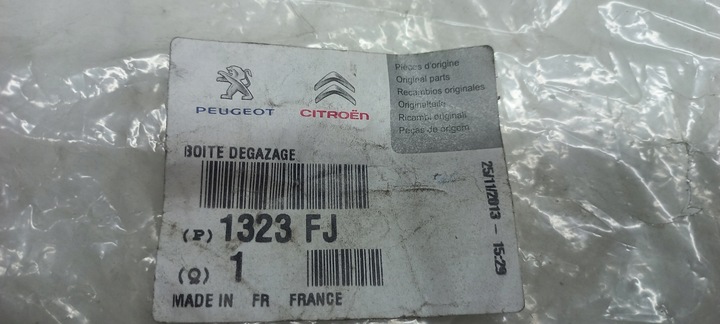 PEUGEOT
CITROËN
Pièces d'origine
Original parts
Recambios originales
Originalteile
Ricambi originali
Peças de origem
BOITE DEGAZAGE
25/11/2013 - 15:29
(P) 1323 FJ
(Q) 1
MADE IN FR FRANCE